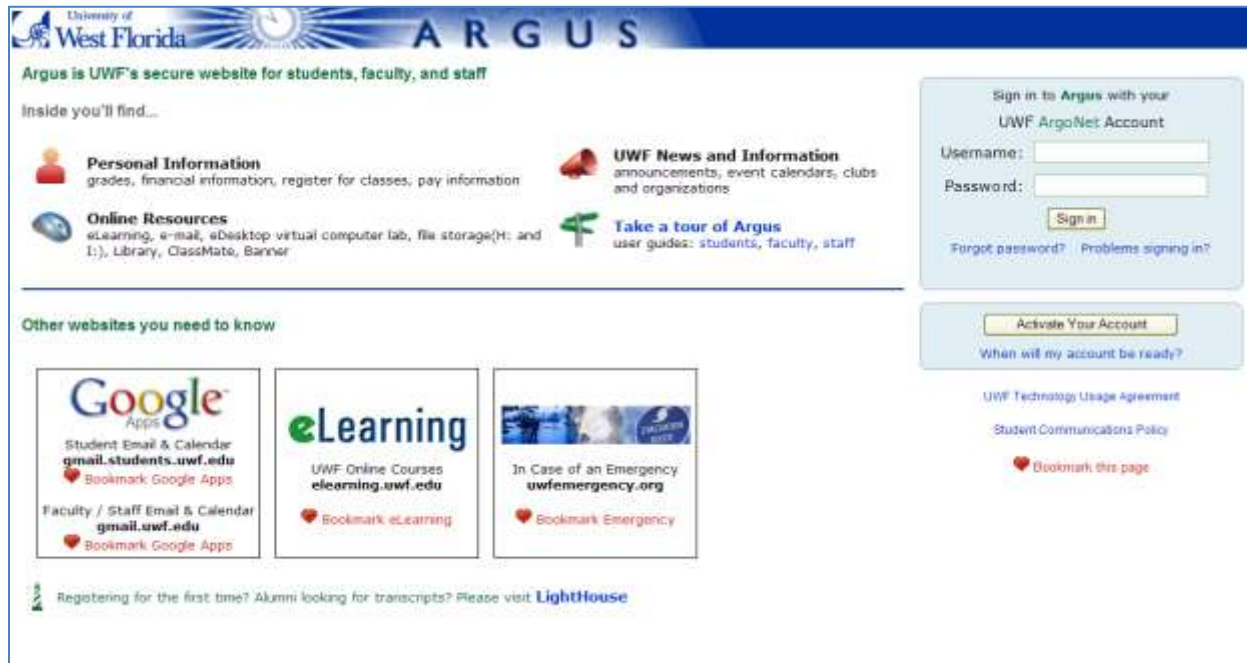 University of
West Florida
ARGUS
Argus is UWF's secure website for students, faculty, and staff
Inside you'll find...
Personal Information
grades, financial information, register for classes, pay information
Online Resources
eLearning, e-mail, eDesktop virtual computer lab, file storage(H: and
I:), Library, ClassMate, Banner
UWF News and Information
announcements, event calendars, clubs
and organizations
Take a tour of Argus
user guides: students, faculty, staff
Sign in to Argus with your
UWF ArgoNet Account
Username:
Password:
Sign in
Forgot password? Problems signing in?
Activate Your Account
When will my account be ready?
UWF Technology Usage Agreement
Student Communications Policy
Bookmark this page
Other websites you need to know
Google
Apps
Student Email & Calendar
gmail.students.uwf.edu
Bookmark Google Apps
Faculty / Staff Email & Calendar
gmail.uwf.edu
Bookmark Google Apps
eLearning
UWF Online Courses
elearning.uwf.edu
Bookmark eLearning
In Case of an Emergency
uwfemergency.org
Bookmark Emergency
Registering for the first time? Alumni looking for transcripts? Please visit LightHouse